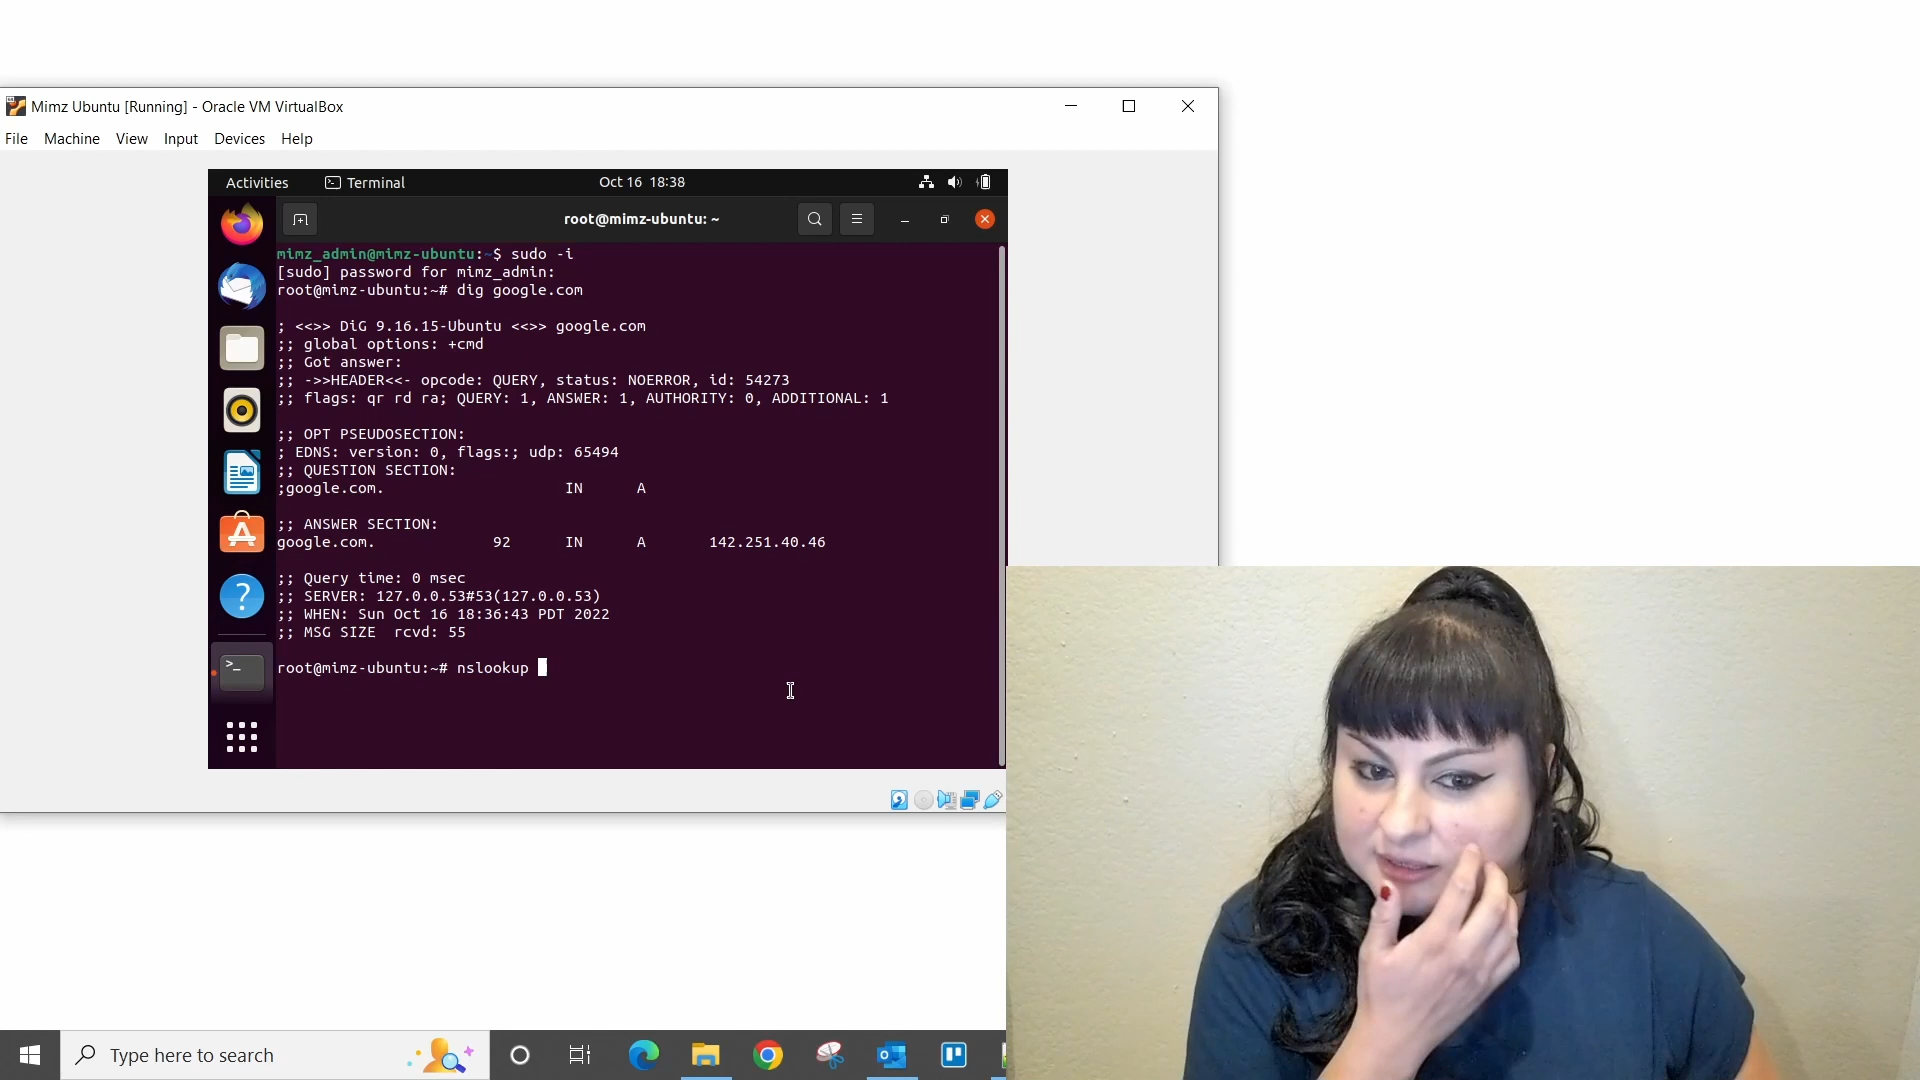 Mimz Ubuntu [Running] - Oracle VM VirtualBox
File Machine View Input Devices Help
Activities Terminal Oct 16 18:38
root@mimz-ubuntu: ~
mimz_admin@mimz-ubuntu:~$ sudo -i
[sudo] password for mimz_admin:
root@mimz-ubuntu:~# dig google.com
; <<>> DiG 9.16.15-Ubuntu <<>> google.com
;; global options: +cmd
;; Got answer:
;; ->>HEADER<<- opcode: QUERY, status: NOERROR, id: 54273
;; flags: qr rd ra; QUERY: 1, ANSWER: 1, AUTHORITY: 0, ADDITIONAL: 1
;; OPT PSEUDOSECTION:
; EDNS: version: 0, flags:; udp: 65494
;; QUESTION SECTION:
;google.com. IN A
;; ANSWER SECTION:
google.com. 92 IN A 142.251.40.46
;; Query time: 0 msec
;; SERVER: 127.0.0.53#53(127.0.0.53)
;; WHEN: Sun Oct 16 18:36:43 PDT 2022
;; MSG SIZE  rcvd: 55
root@mimz-ubuntu:~# nslookup
Type here to search